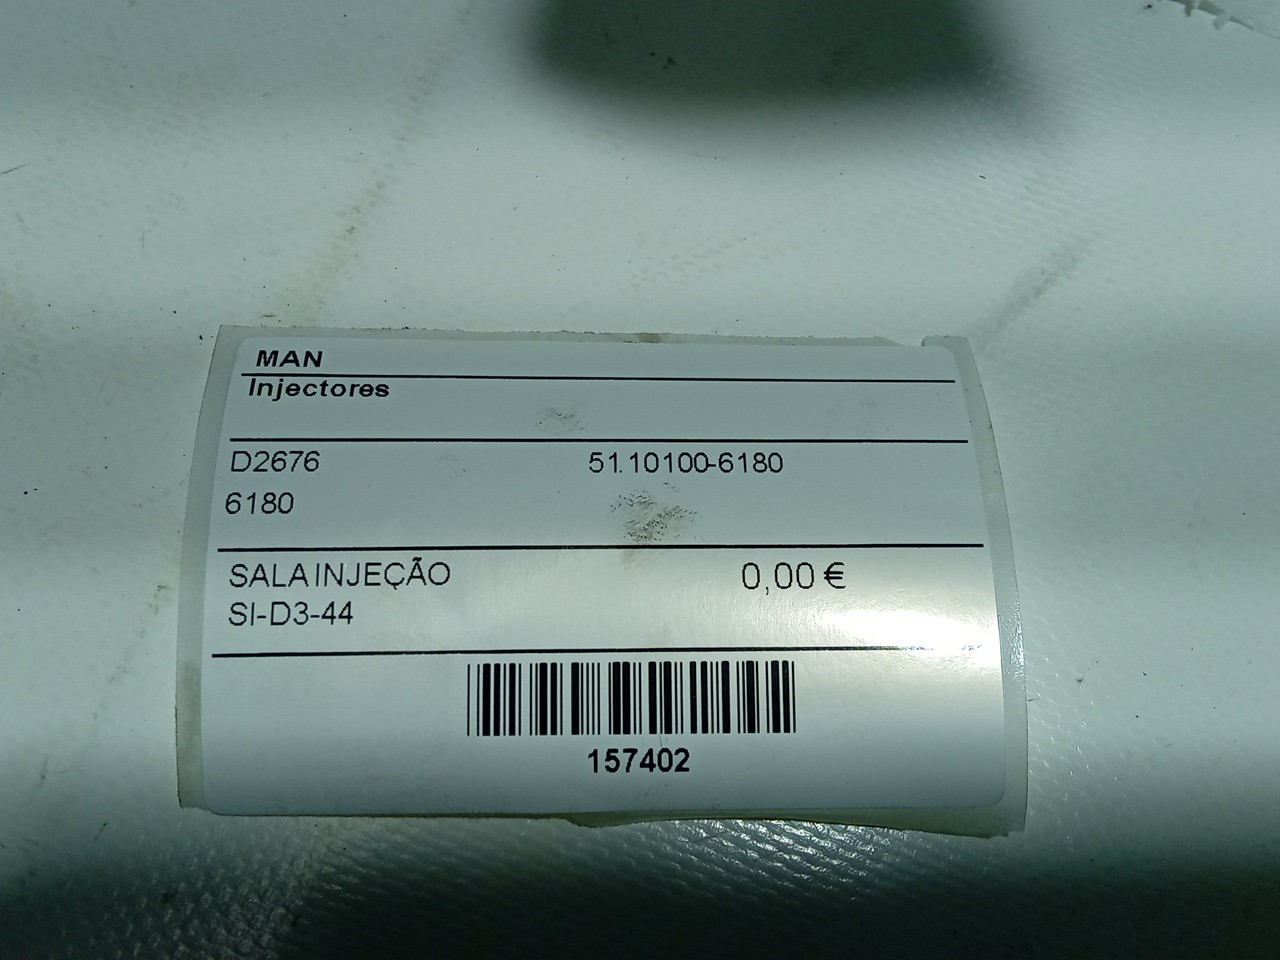 MAN
Injectores
D2676 51.10100-6180
6180
SALA INJEÇÃO 0,00 €
SI-D3-44
157402